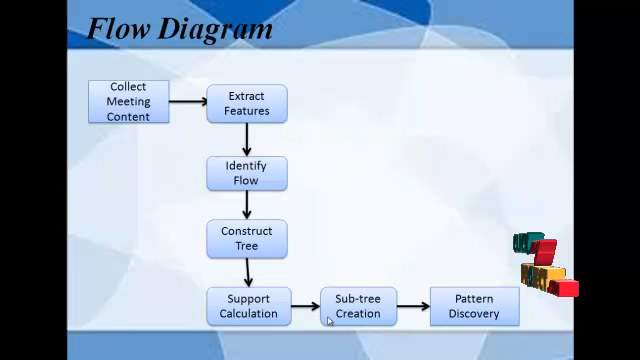 Flow Diagram
Collect
Meeting
Content
Extract
Features
Identify
Flow
Construct
Tree
Support
Calculation
Sub-tree
Creation
Pattern
Discovery